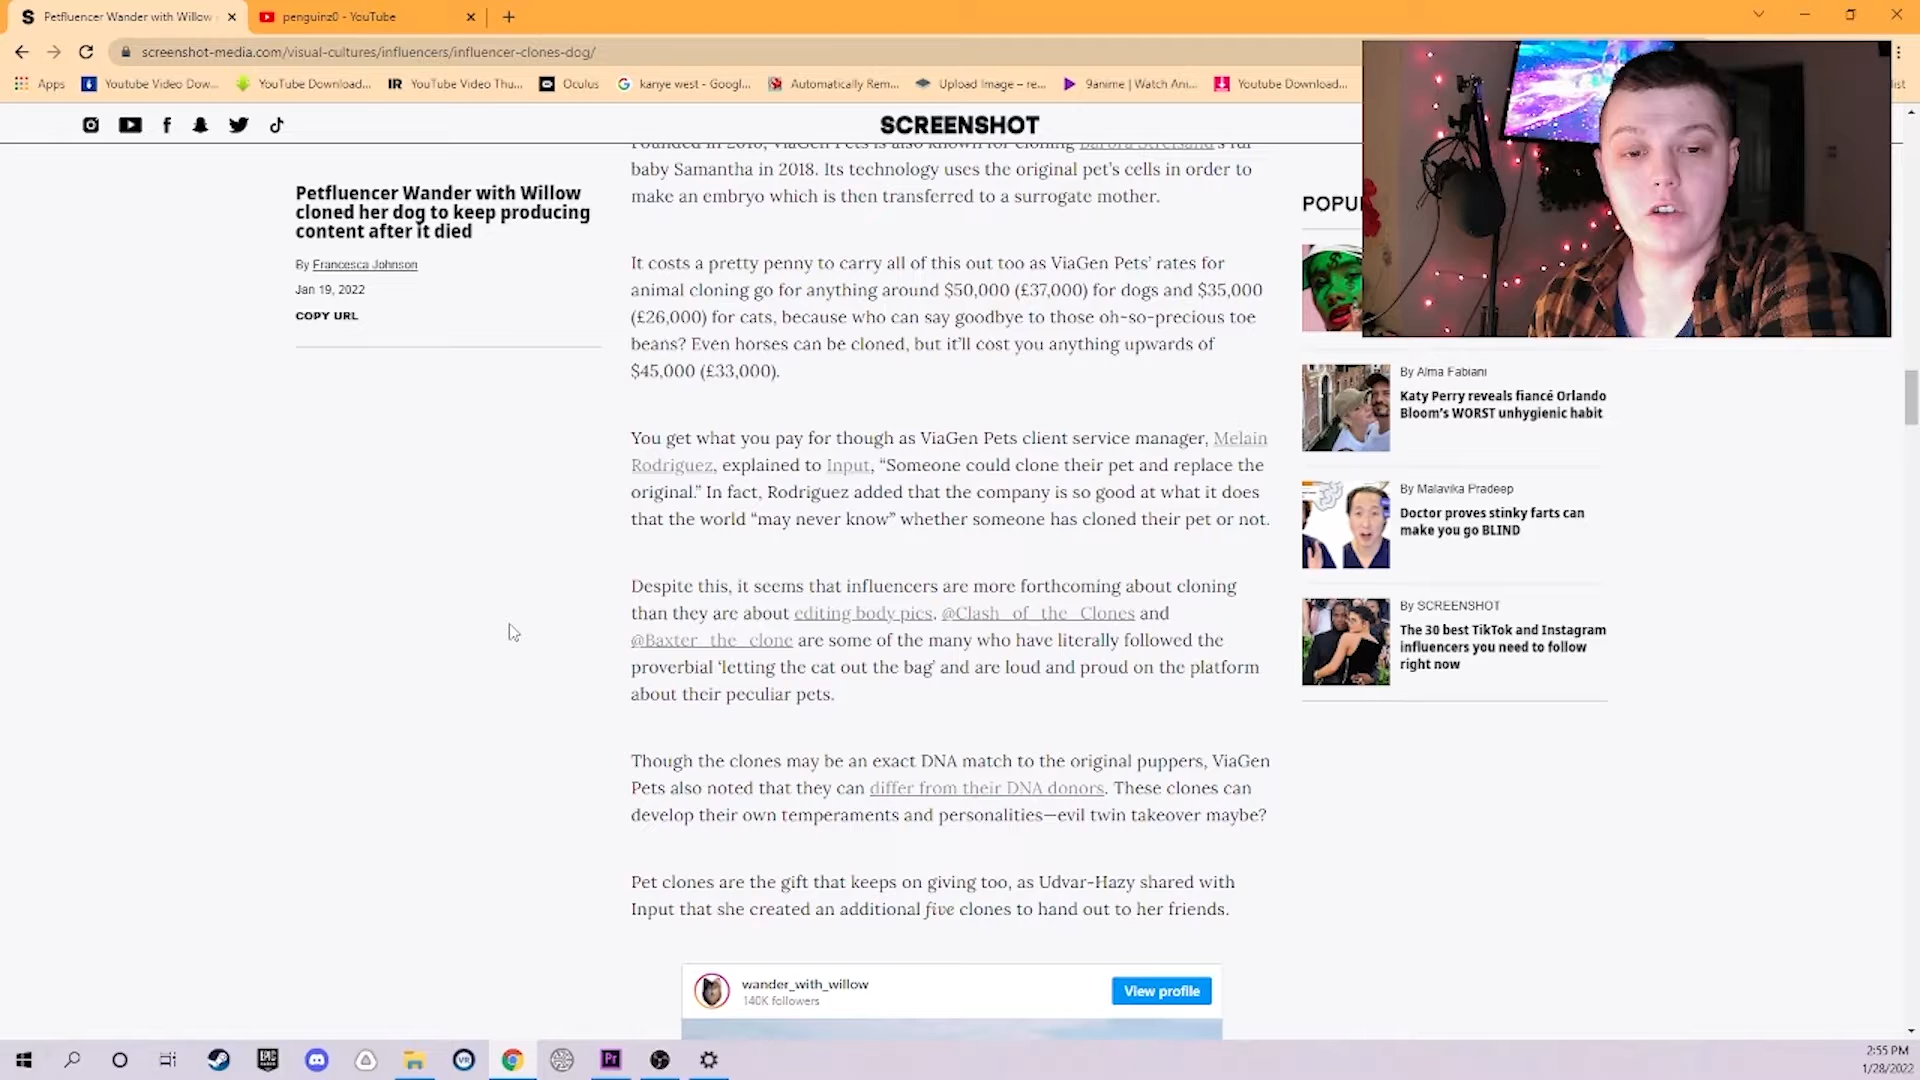 Petfluencer Wander with Willow
penguinz0 - YouTube
screenshot-media.com/visual-cultures/influencers/influencer-clones-dog/
Apps
Youtube Video Dow...
YouTube Download...
IR
YouTube Video Thu...
Oculus
kanye west - Googl...
Automatically Rem...
Upload Image – re...
9anime | Watch Ani...
Youtube Download...
list
SCREENSHOT
Petfluencer Wander with Willow
cloned her dog to keep producing
content after it died
By Francesca Johnson
Jan 19, 2022
COPY URL
baby Samantha in 2018. Its technology uses the original pet’s cells in order to
make an embryo which is then transferred to a surrogate mother.
It costs a pretty penny to carry all of this out too as ViaGen Pets’ rates for
animal cloning go for anything around $50,000 (£37,000) for dogs and $35,000
(£26,000) for cats, because who can say goodbye to those oh-so-precious toe
beans? Even horses can be cloned, but it’ll cost you anything upwards of
$45,000 (£33,000).
You get what you pay for though as ViaGen Pets client service manager, Melain
Rodriguez, explained to Input, “Someone could clone their pet and replace the
original.” In fact, Rodriguez added that the company is so good at what it does
that the world “may never know” whether someone has cloned their pet or not.
Despite this, it seems that influencers are more forthcoming about cloning
than they are about editing body pics. @Clash_of_the_Clones and
@Baxter_the_clone are some of the many who have literally followed the
proverbial ‘letting the cat out the bag’ and are loud and proud on the platform
about their peculiar pets.
Though the clones may be an exact DNA match to the original puppers, ViaGen
Pets also noted that they can differ from their DNA donors. These clones can
develop their own temperaments and personalities—evil twin takeover maybe?
Pet clones are the gift that keeps on giving too, as Udvar-Hazy shared with
Input that she created an additional five clones to hand out to her friends.
wander_with_willow
140K followers
View profile
POPU
By Alma Fabiani
Katy Perry reveals fiancé Orlando
Bloom’s WORST unhygienic habit
By Malavika Pradeep
Doctor proves stinky farts can
make you go BLIND
By SCREENSHOT
The 30 best TikTok and Instagram
influencers you need to follow
right now
EPIC
VR
Pr
2:55 PM
1/28/2022